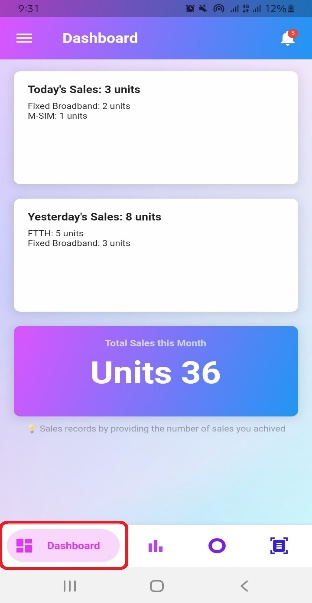 9:31
12%
Dashboard
Today's Sales: 3 units
Fixed Broadband: 2 units
M-SIM: 1 units
Yesterday's Sales: 8 units
FTTH: 5 units
Fixed Broadband: 3 units
Total Sales this Month
Units 36
Sales records by providing the number of sales you achived
Dashboard